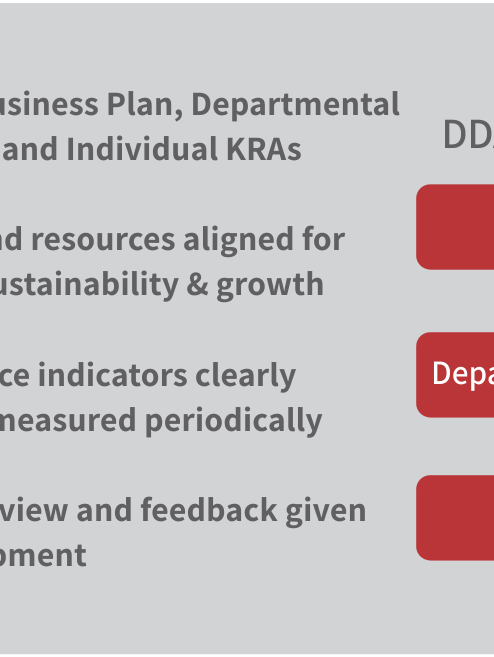 usiness Plan, Departmental
and Individual KRAs
DD
nd resources aligned for
ustainability & growth
ce indicators clearly
measured periodically
Depa
view and feedback given
pment